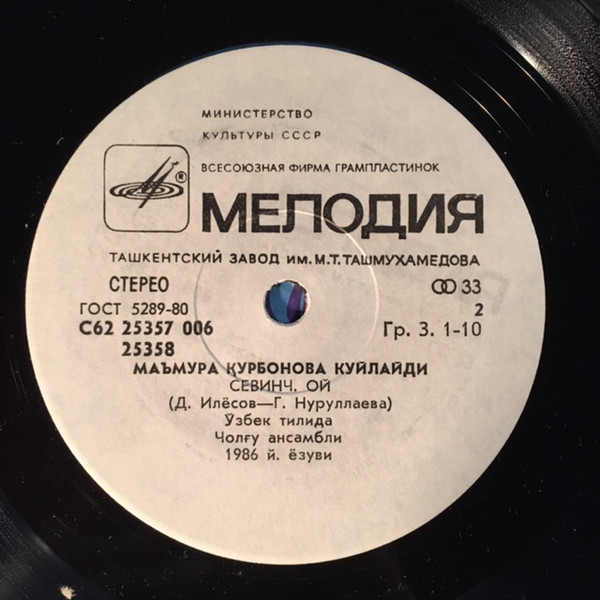 МИНИСТЕРСТВО
КУЛЬТУРЫ СССР
ВСЕСОЮЗНАЯ ФИРМА ГРАМПЛАСТИНОК
®
МЕЛОДИЯ
ТАШКЕНТСКИЙ ЗАВОД им. М.Т. ТАШМУХАМЕДОВА
СТЕРЕО 33
ГОСТ 5289-80 2
С62 25357 006 Гр. 3. 1-10
25358
МАЪМУРА ҚУРБОНОВА КУЙЛАЙДИ
СЕВИНЧ. ОЙ
(Д. Илёсов—Г. Нуруллаева)
Ўзбек тилида
Чолғу ансамбли
1986 й. ёзуви